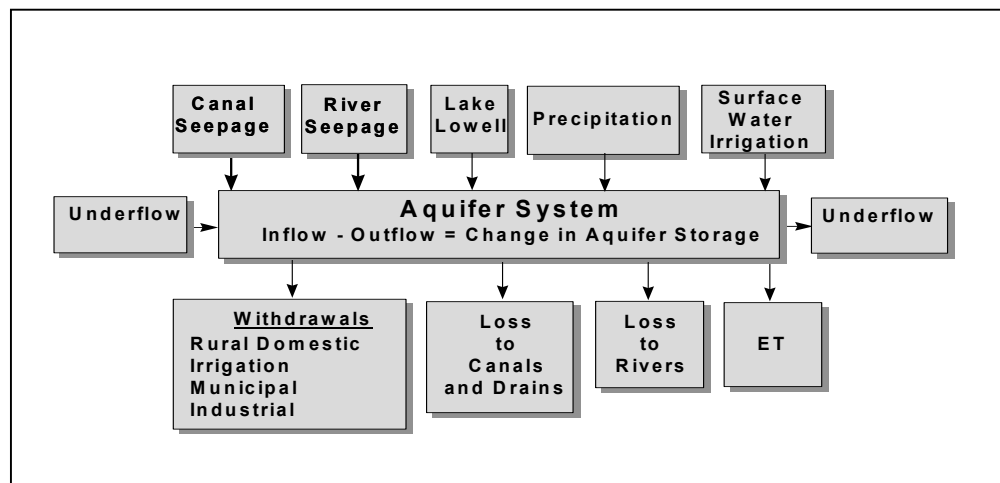 Canal
Seepage
River
Seepage
Lake
Lowell
Precipitation
Surface
Water
Irrigation
Underflow
Aquifer System
Inflow - Outflow = Change in Aquifer Storage
Underflow
Withdrawals
Rural Domestic
Irrigation
Municipal
Industrial
Loss
to
Canals
and Drains
Loss
to
Rivers
ET